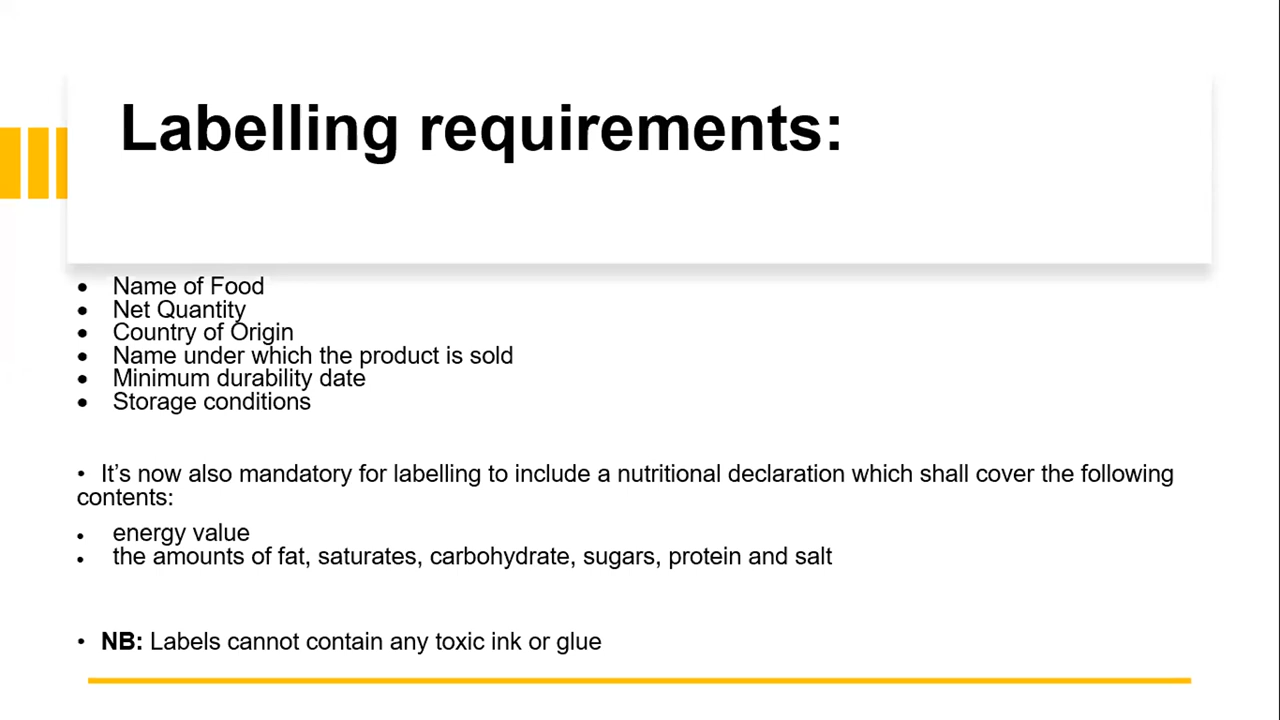 Labelling requirements:
• Name of Food
• Net Quantity
• Country of Origin
• Name under which the product is sold
• Minimum durability date
• Storage conditions
• It’s now also mandatory for labelling to include a nutritional declaration which shall cover the following
contents:
• energy value
• the amounts of fat, saturates, carbohydrate, sugars, protein and salt
• NB: Labels cannot contain any toxic ink or glue